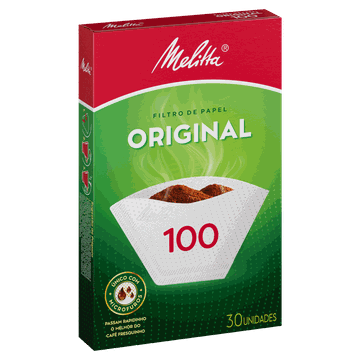 Melitta®
FILTRO DE PAPEL
ORIGINAL
100
ÚNICO COM
MICROFUROS
PASSAM RAPIDINHO
O MELHOR DO
CAFÉ FRESQUINHO
30 UNIDADES